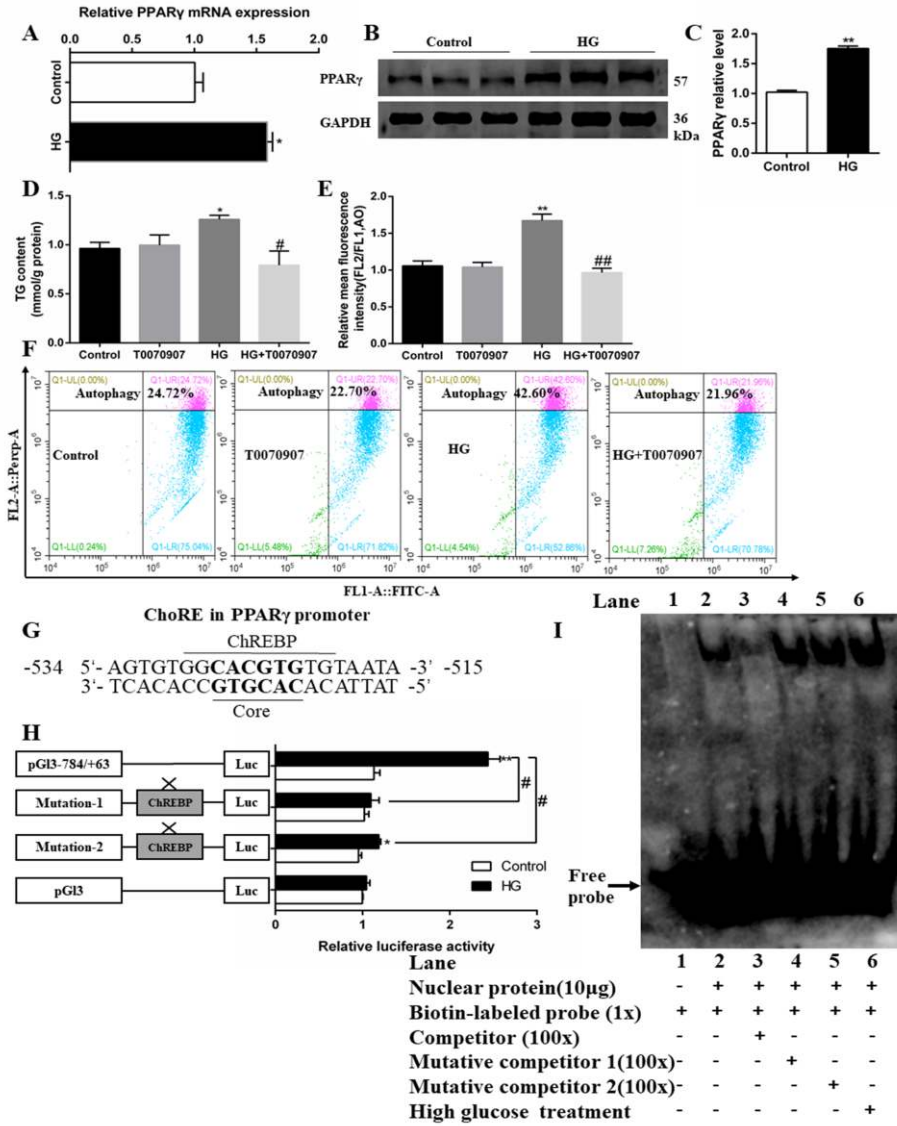 Relative PPARγ mRNA expression
A
0.0 0.5 1.0 1.5 2.0
Control
HG
*
B
Control HG
PPARγ 57
GAPDH 36
kDa
C
PPARγ relative level
2.0
1.5
1.0
0.5
0.0
**
Control HG
D
TG content
(mmol/g protein)
1.5
1.0
0.5
0.0
*
#
Control T0070907 HG HG+T0070907
E
Relative mean fluorescence
intensity(FL2/FL1,AO)
2.0
1.5
1.0
0.5
0.0
**
##
Control T0070907 HG HG+T0070907
F
FL2-A::Percp-A
Q1-UL(0.00%) Q1-UR(24.72%)
Autophagy 24.72%
Control
Q1-LL(0.24%) Q1-LR(75.04%)
Q1-UL(0.00%) Q1-UR(22.70%)
Autophagy 22.70%
T0070907
Q1-LL(5.48%) Q1-LR(71.82%)
Q1-UL(0.00%) Q1-UR(42.60%)
Autophagy 42.60%
HG
Q1-LL(4.54%) Q1-LR(52.86%)
Q1-UL(0.00%) Q1-UR(21.96%)
Autophagy 21.96%
HG+T0070907
Q1-LL(7.26%) Q1-LR(70.78%)
10⁷
10⁶
10⁵
10⁴
10⁴ 10⁵ 10⁶ 10⁷
FL1-A::FITC-A
G
ChoRE in PPARγ promoter
ChREBP
-534 5'- AGTGTGGCACGTGTGTAATA -3' -515
3'- TCACACCGTGCACACATTAT -5'
Core
H
pGl3-784/+63 Luc
**
Mutation-1 ChREBP Luc
#
Mutation-2 ChREBP Luc
*
#
pGl3 Luc
Control
HG
0 1 2 3
Relative luciferase activity
I
Lane 1 2 3 4 5 6
Free
probe
Lane 1 2 3 4 5 6
Nuclear protein(10μg) - + + + + +
Biotin-labeled probe (1x) + + + + + +
Competitor (100x) - - + - - -
Mutative competitor 1(100x) - - - + - -
Mutative competitor 2(100x) - - - - + -
High glucose treatment - - - - - +